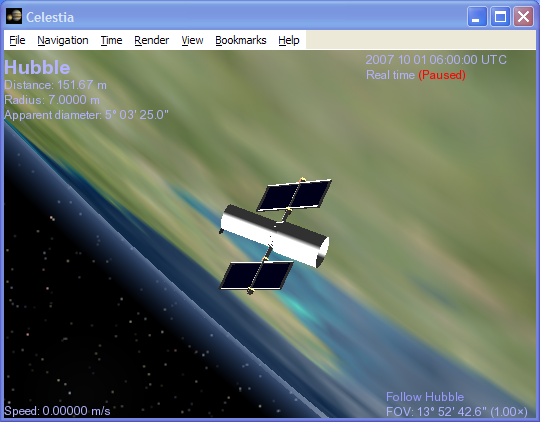 Celestia
File Navigation Time Render View Bookmarks Help
Hubble
Distance: 151.67 m
Radius: 7.0000 m
Apparent diameter: 5° 03' 25.0"
2007 10 01 06:00:00 UTC
Real time (Paused)
Speed: 0.00000 m/s
Follow Hubble
FOV: 13° 52' 42.6" (1.00×)